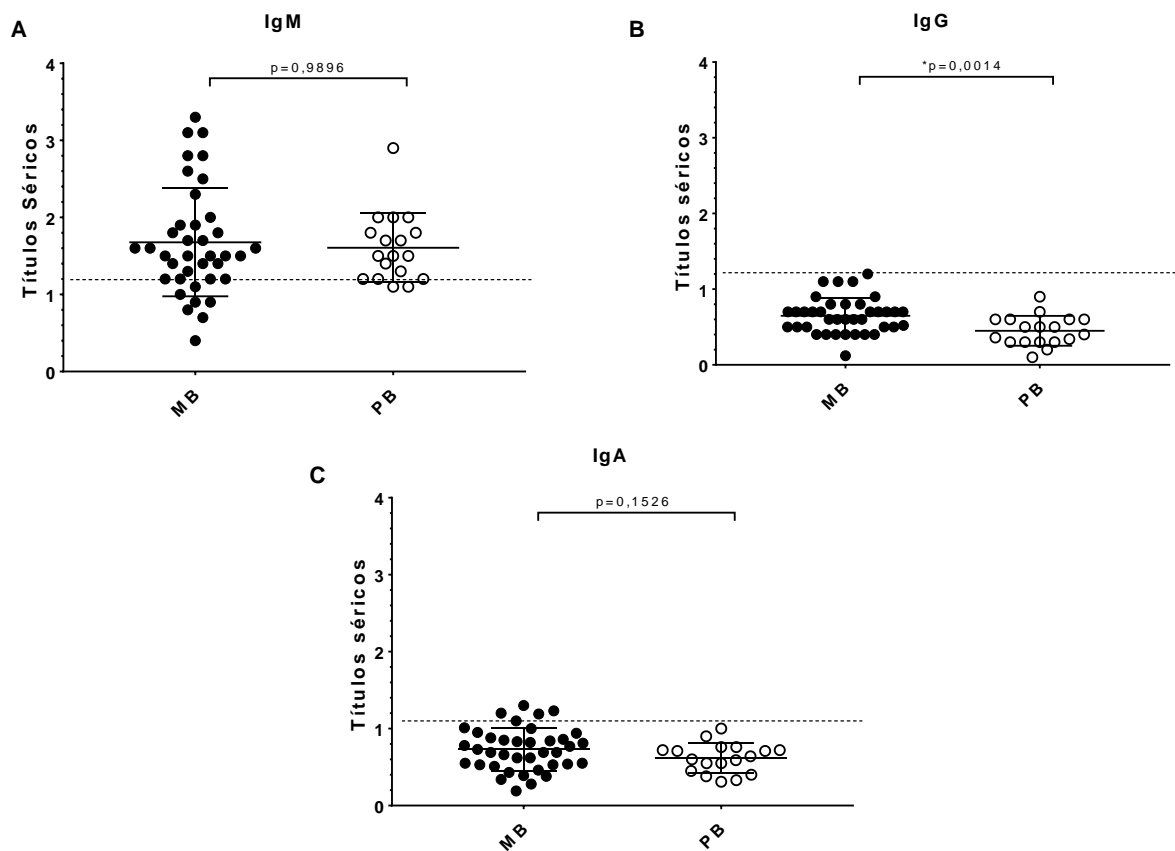 A
IgM
p=0,9896
Títulos Séricos
4
3
2
1
0
MB
PB
B
IgG
*p=0,0014
Títulos séricos
4
3
2
1
0
MB
PB
C
IgA
p=0,1526
Títulos séricos
4
3
2
1
0
MB
PB